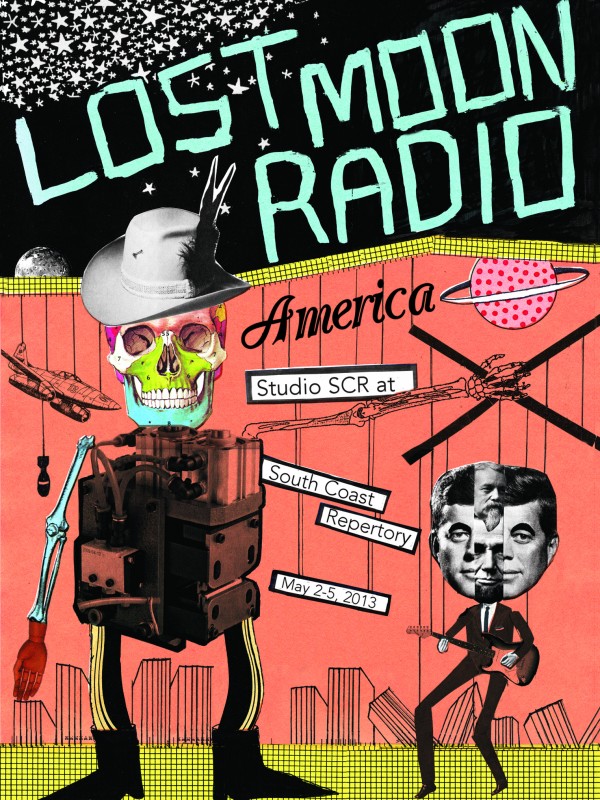 LOST MOON
RADIO
America
Studio SCR at
South Coast
Repertory
May 2-5, 2013